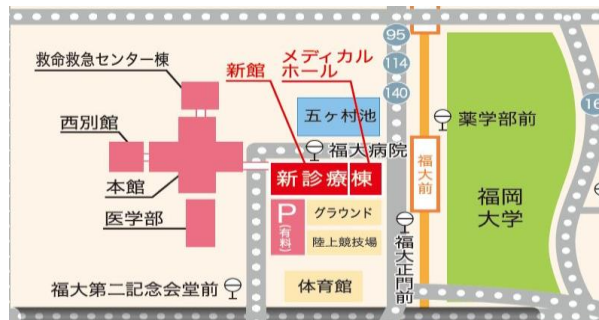 救命救急センター棟
新館
メディカル
ホール
95
114
140
西別館
五ヶ村池
薬学部前
福大病院
本館
新診療棟
福大前
医学部
P
(有料)
グラウンド
陸上競技場
福岡
大学
福大正門前
福大第二記念会堂前
体育館